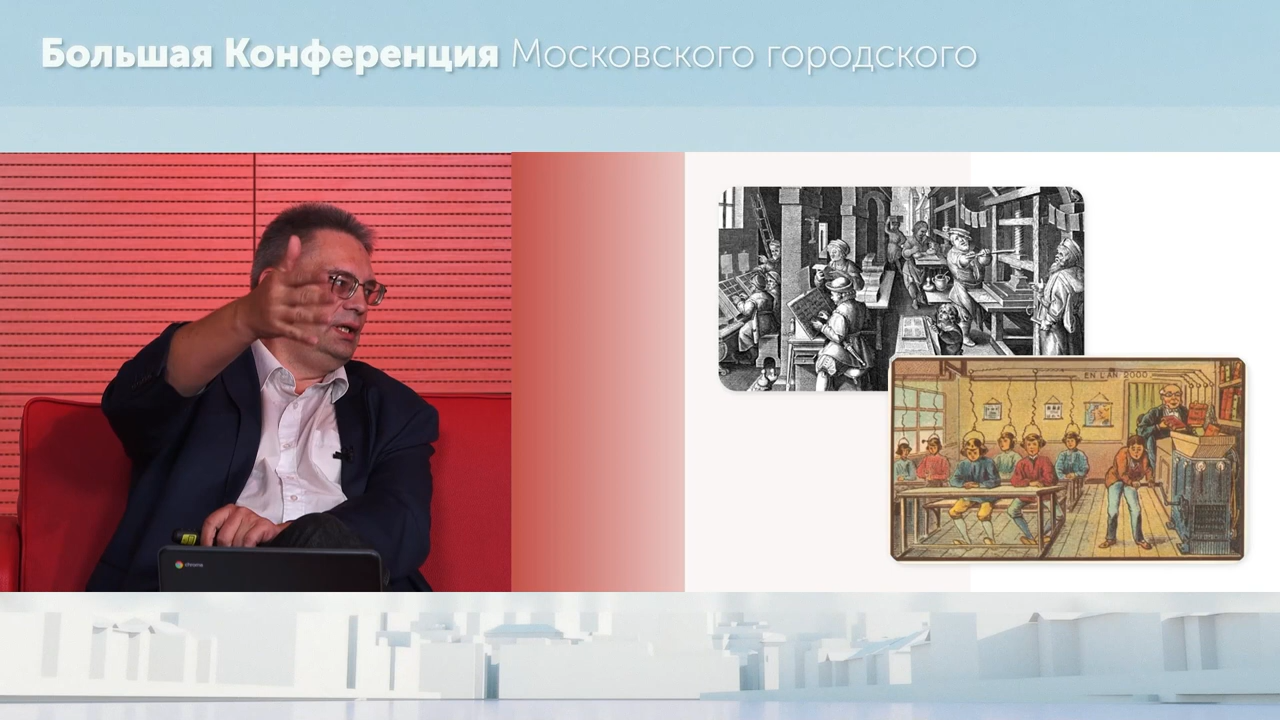 Большая Конференция Московского городского
EN L'AN 2000
chrome